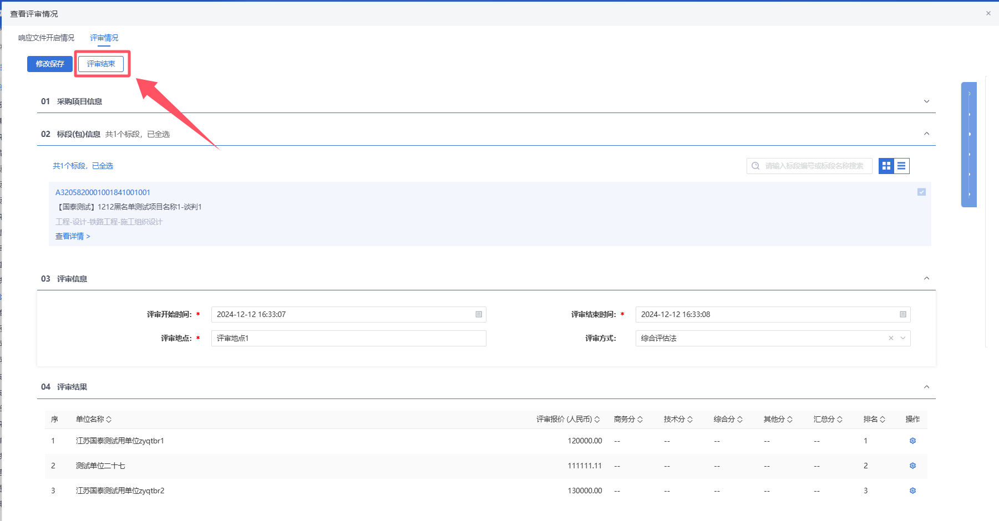 查看评审情况
响应文件开启情况 评审情况
修改保存 评审结束
01 采购项目信息
02 标段(包)信息 共1个标段，已全选
共1个标段，已全选 请输入标段编号或标段名称搜索
A3205820001001841001001
【国泰测试】1212黑名单测试项目名称1-谈判1
工程-设计-铁路工程-施工组织设计
查看详情 >
03 评审信息
评审开始时间： * 2024-12-12 16:33:07 评审结束时间： * 2024-12-12 16:33:08
评审地点： * 评审地点1 评审方式： 综合评估法
04 评审结果
序 单位名称 评审报价 (人民币) 商务分 技术分 综合分 其他分 汇总分 排名 操作
1 江苏国泰测试用单位zyqtbr1 120000.00 -- -- -- -- -- 1
2 测试单位二十七 111111.11 -- -- -- -- -- 2
3 江苏国泰测试用单位zyqtbr2 130000.00 -- -- -- -- -- 3